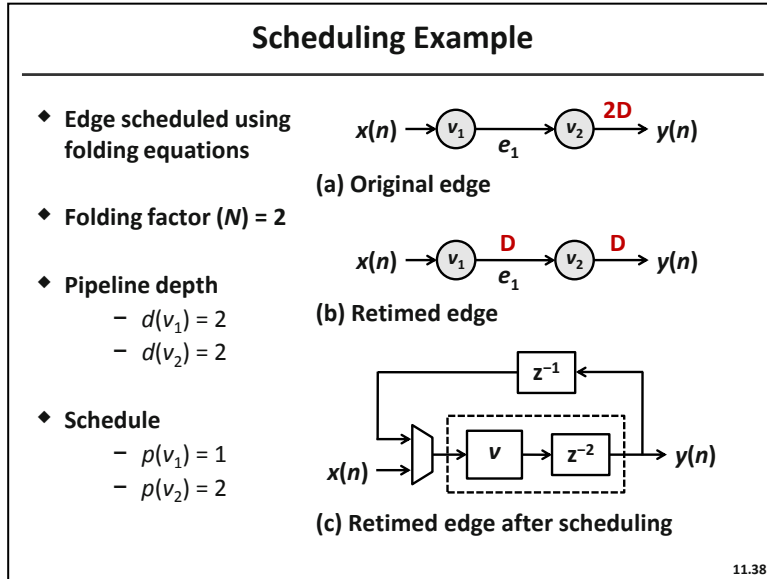 Scheduling Example
◆ Edge scheduled using
folding equations
◆ Folding factor (N) = 2
◆ Pipeline depth
– d(v₁) = 2
– d(v₂) = 2
◆ Schedule
– p(v₁) = 1
– p(v₂) = 2
2D
x(n) v₁ v₂ y(n)
e₁
(a) Original edge
D D
x(n) v₁ v₂ y(n)
e₁
(b) Retimed edge
z⁻¹
v z⁻² y(n)
x(n)
(c) Retimed edge after scheduling
11.38